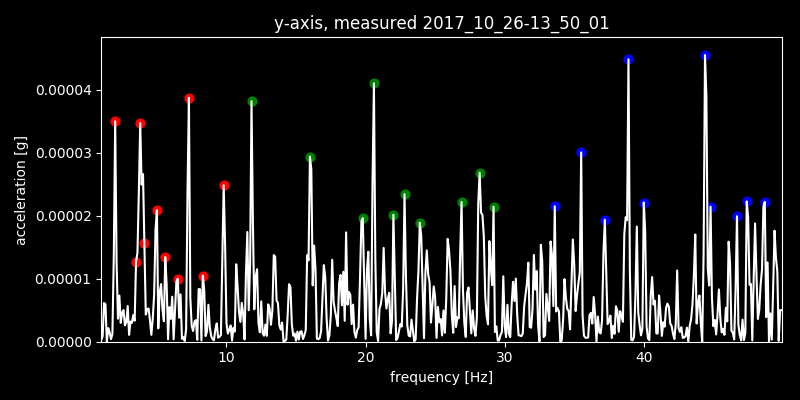 y-axis, measured 2017_10_26-13_50_01
acceleration [g]
0.00004
0.00003
0.00002
0.00001
0.00000
10 20 30 40
frequency [Hz]